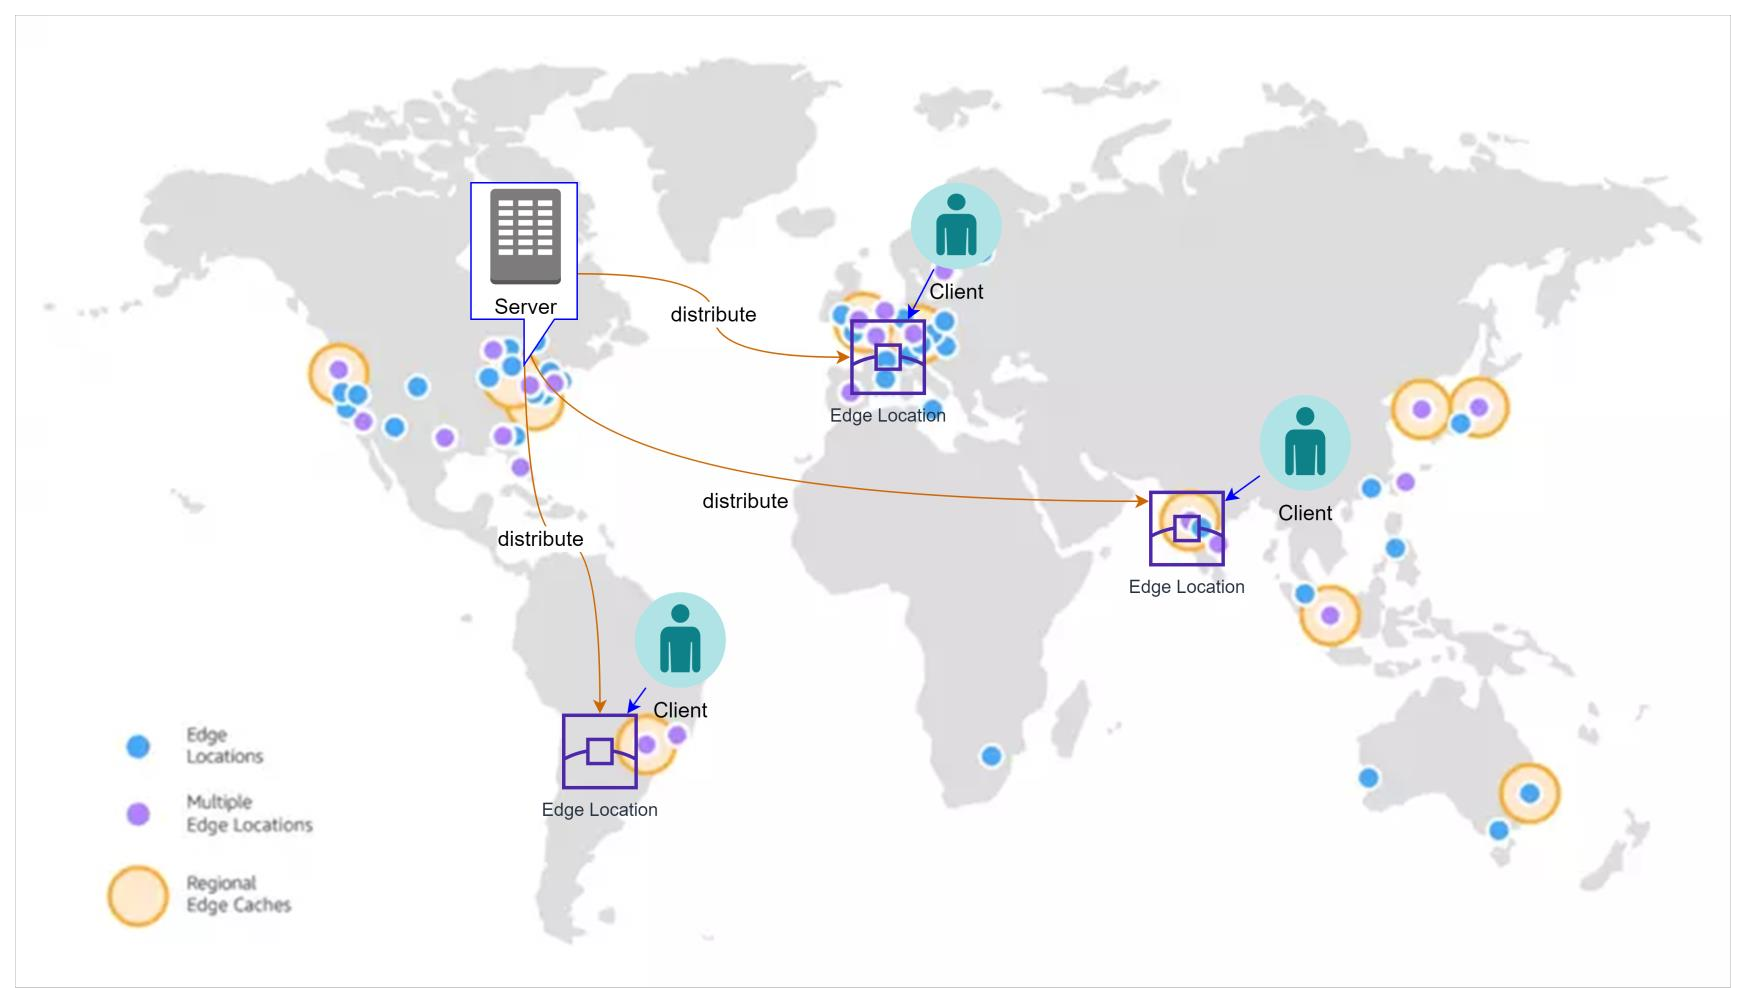 Server
distribute
Client
Edge Location
distribute
Client
Edge Location
distribute
Client
Edge Location
Edge
Locations
Multiple
Edge Locations
Regional
Edge Caches